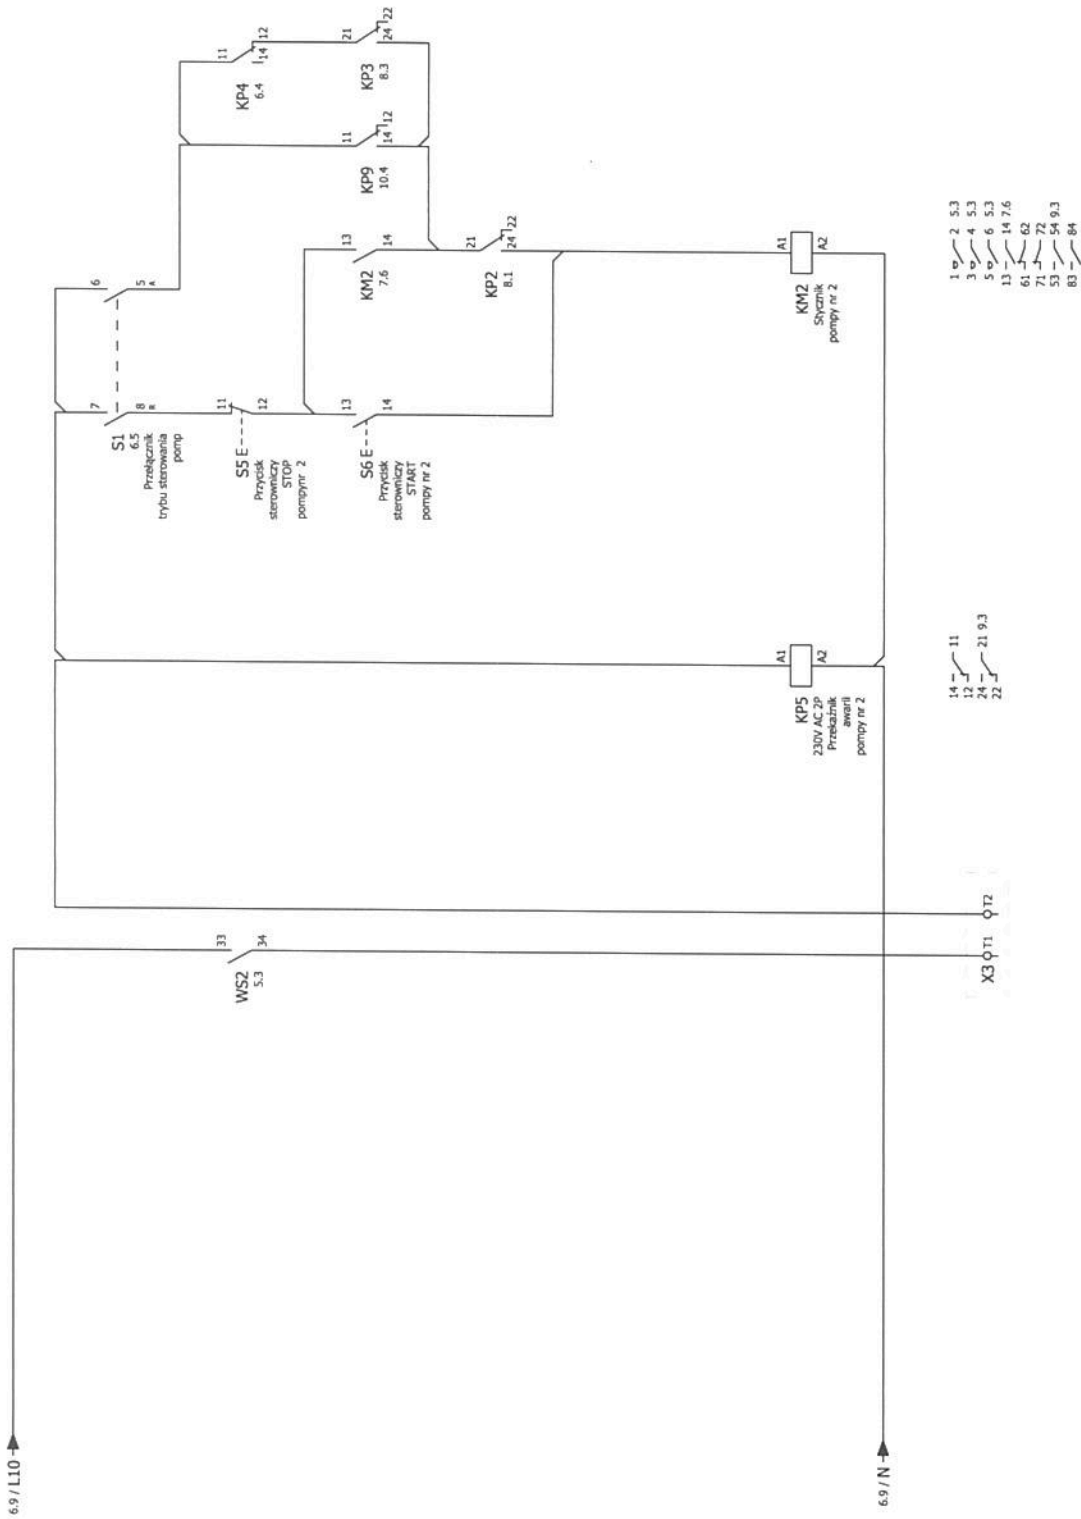 6.9 / L10
6.9 / N
WS2
5.3
33
34
X3
T1
T2
KP5
230V AC 2P
Przekaźnik
awarii
pompy nr 2
A1
A2
14
11
12
24
21 9.3
22
S1
6.5
Przełącznik
trybu sterowania
pomp
7
8
R
6
5
R
S5 E
Przycisk
sterowniczy
STOP
pompynr 2
11
12
S6 E
Przycisk
sterowniczy
START
pompy nr 2
13
14
KM2
7.6
13
14
KP4
6.4
11
12
14
KP3
8.3
21
22
24
KP9
10.4
11
12
14
KP2
8.1
21
22
24
KM2
Stycznik
pompy nr 2
A1
A2
1 2 5.3
3 4 5.3
5 6 5.3
13 14 7.6
61 62
71 72
53 54 9.3
83 84